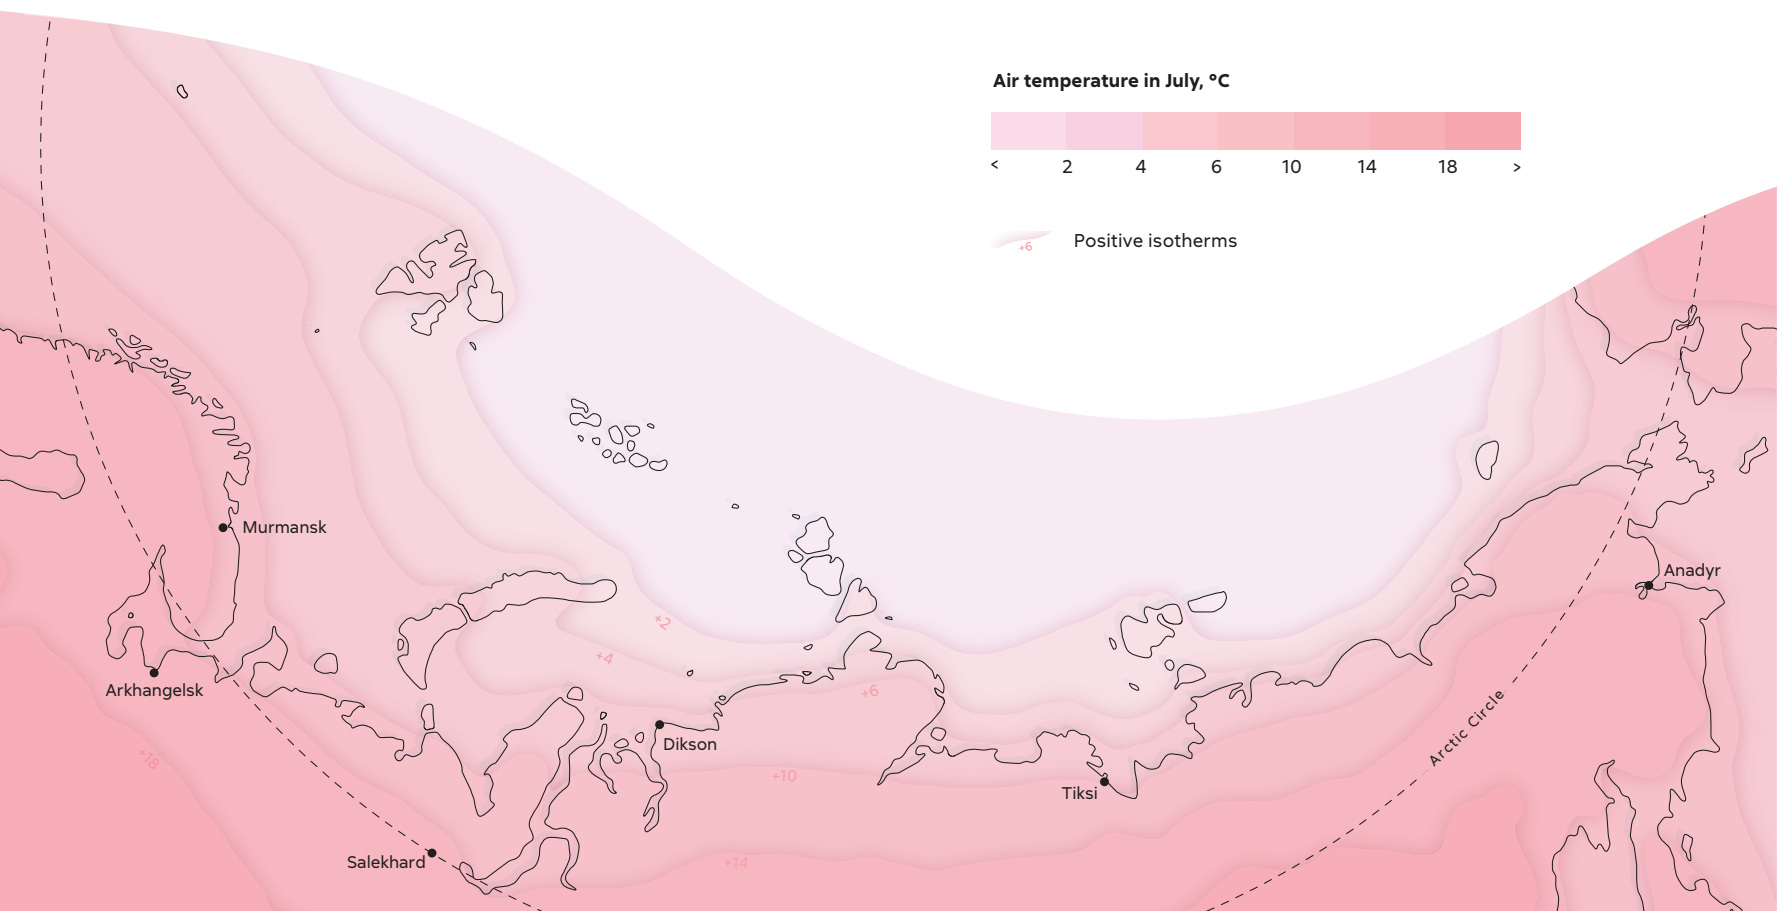 Air temperature in July, °C
< 2 4 6 10 14 18 >
+6 Positive isotherms
Murmansk
Anadyr
+2
+4
Arkhangelsk
+6
Arctic Circle
Dikson
+18
+10
Tiksi
Salekhard
+14